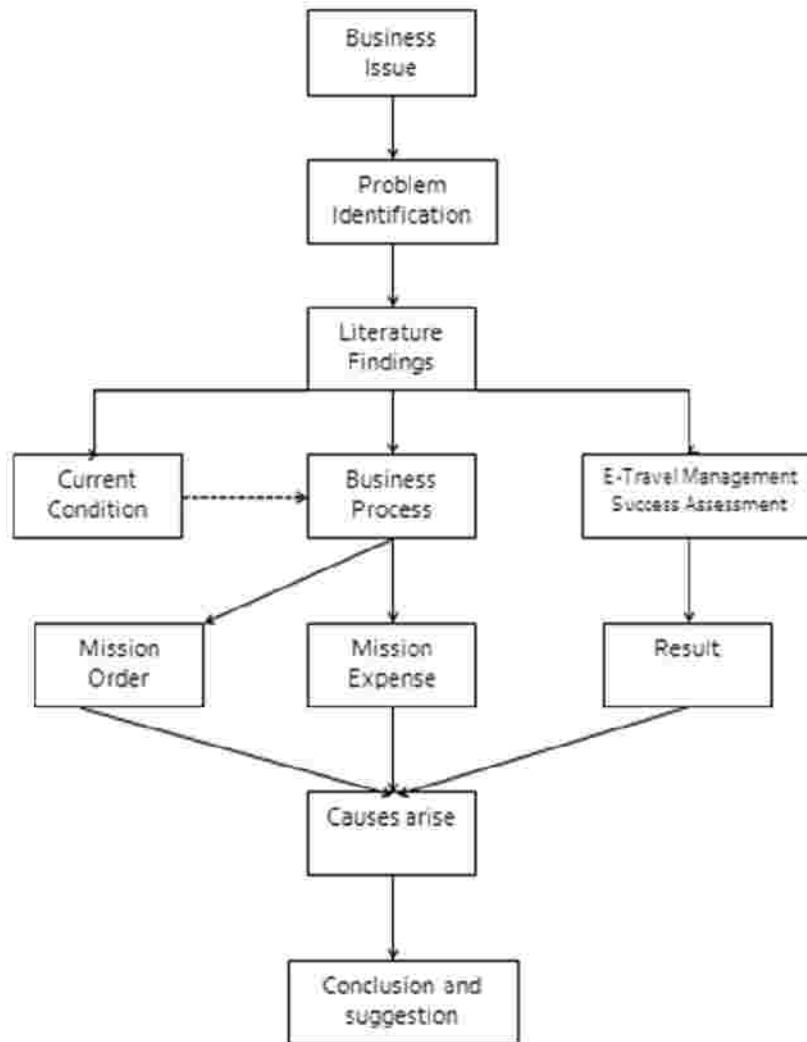 Business
Issue
Problem
Identification
Literature
Findings
Current
Condition
Business
Process
E-Travel Management
Success Assessment
Mission
Order
Mission
Expense
Result
Causes arise
Conclusion and
suggestion